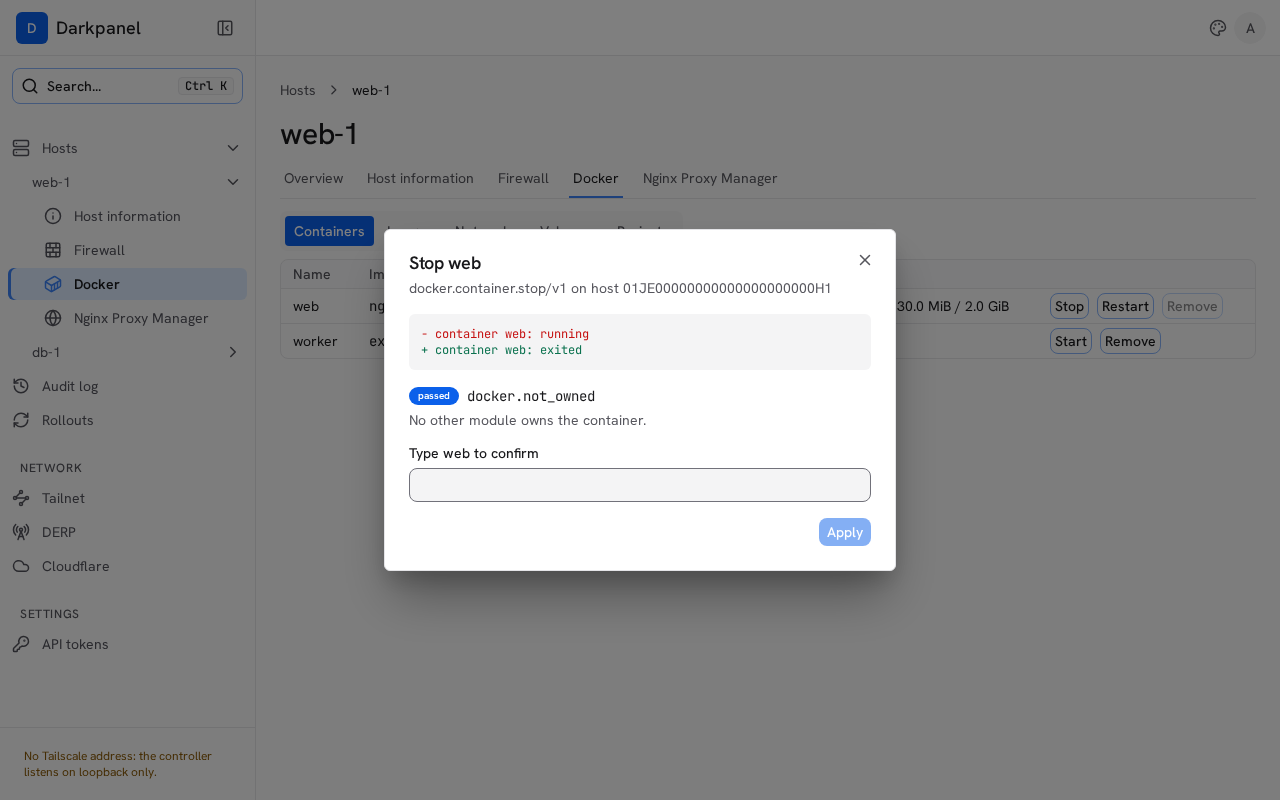 D Darkpanel
A
Search... Ctrl K
Hosts
web-1
Host information
Firewall
Docker
Nginx Proxy Manager
db-1
Audit log
Rollouts
NETWORK
Tailnet
DERP
Cloudflare
SETTINGS
API tokens
No Tailscale address: the controller
listens on loopback only.
Hosts web-1
web-1
Overview Host information Firewall Docker Nginx Proxy Manager
Containers
Name
web 30.0 MiB / 2.0 GiB Stop Restart Remove
worker Start Remove
Stop web
docker.container.stop/v1 on host 01JE00000000000000000000H1
- container web: running
+ container web: exited
passed docker.not_owned
No other module owns the container.
Type web to confirm
Apply